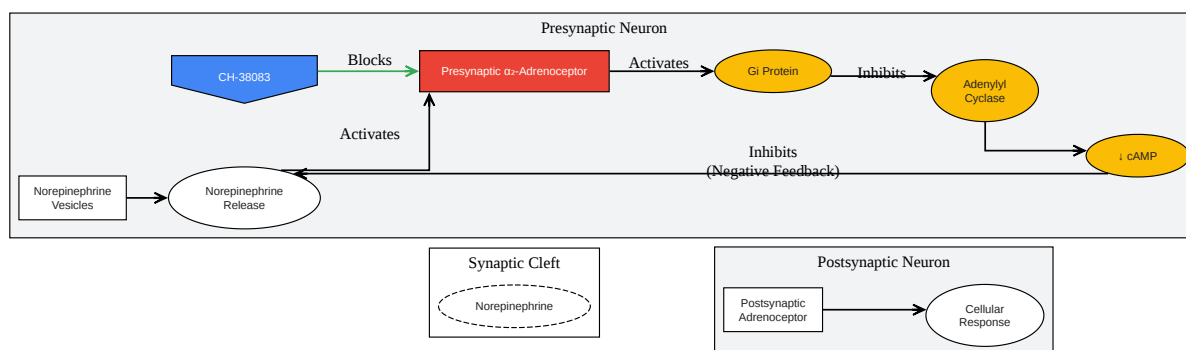 Presynaptic Neuron
CH-38083
Blocks
Presynaptic α₂-Adrenoceptor
Activates
Gi Protein
Inhibits
Adenylyl
Cyclase
Activates
Inhibits
(Negative Feedback)
↓ cAMP
Norepinephrine
Vesicles
Norepinephrine
Release
Synaptic Cleft
Norepinephrine
Postsynaptic Neuron
Postsynaptic
Adrenoceptor
Cellular
Response